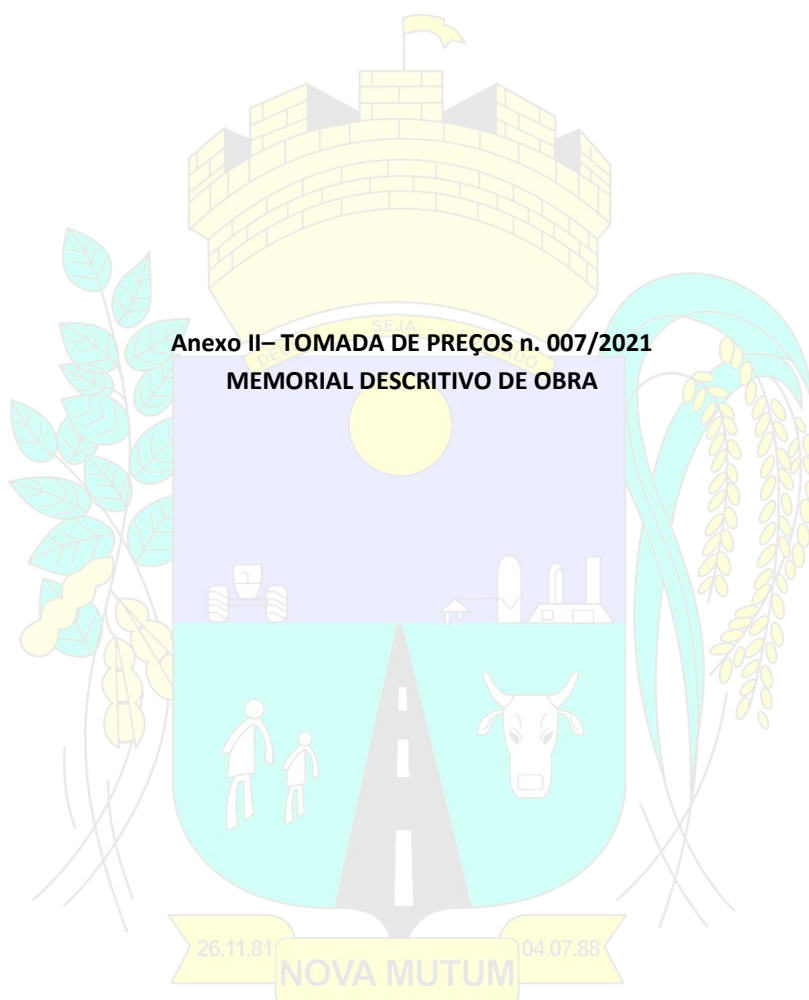 Anexo II– TOMADA DE PREÇOS n. 007/2021
SEJA
MEMORIAL DESCRITIVO DE OBRA
26.11.81
04.07.88
NOVA MUTUM